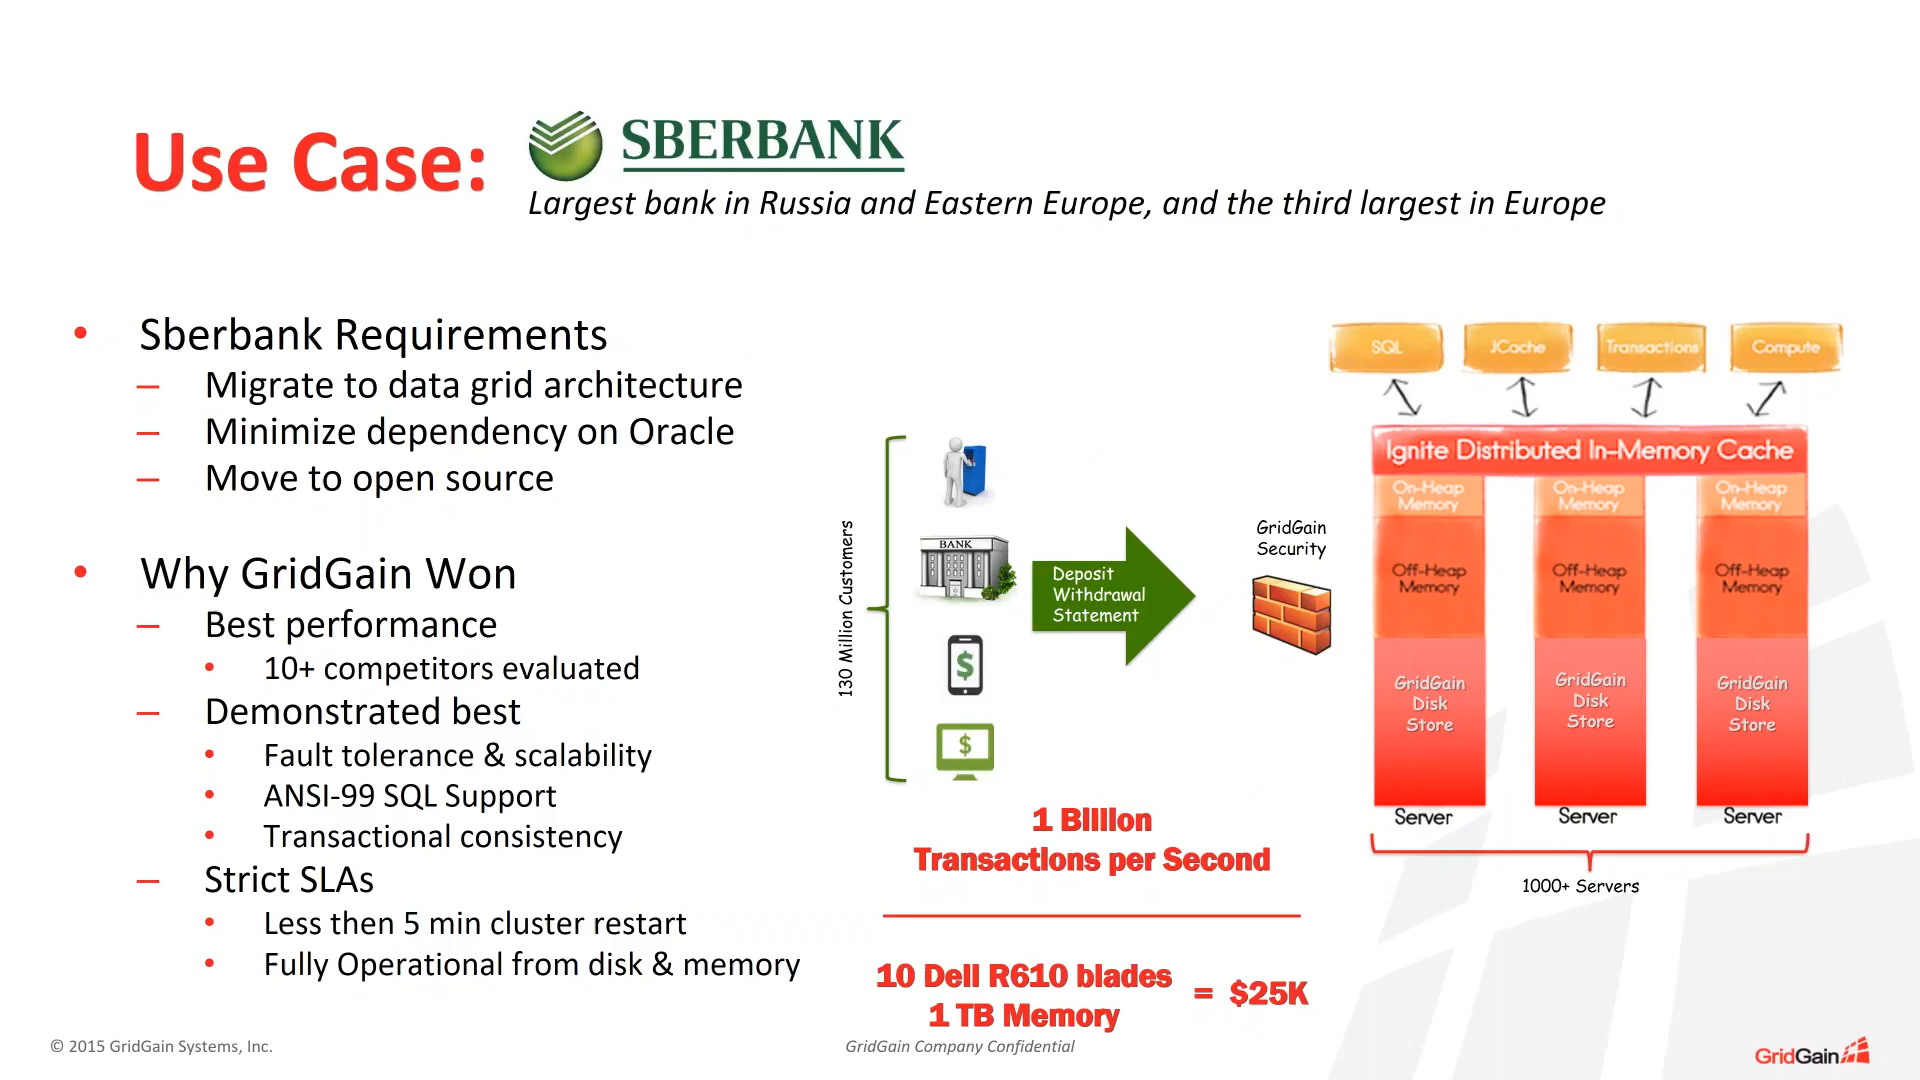 Use Case:
SBERBANK
Largest bank in Russia and Eastern Europe, and the third largest in Europe
• Sberbank Requirements
– Migrate to data grid architecture
– Minimize dependency on Oracle
– Move to open source
• Why GridGain Won
– Best performance
• 10+ competitors evaluated
– Demonstrated best
• Fault tolerance & scalability
• ANSI-99 SQL Support
• Transactional consistency
– Strict SLAs
• Less then 5 min cluster restart
• Fully Operational from disk & memory
130 Million Customers
BANK
$
$
Deposit
Withdrawal
Statement
GridGain
Security
1 Billion
Transactions per Second
10 Dell R610 blades
1 TB Memory
= $25K
SQL
JCache
Transactions
Compute
Ignite Distributed In-Memory Cache
On-Heap
Memory
On-Heap
Memory
On-Heap
Memory
Off-Heap
Memory
Off-Heap
Memory
Off-Heap
Memory
GridGain
Disk
Store
GridGain
Disk
Store
GridGain
Disk
Store
Server
Server
Server
1000+ Servers
© 2015 GridGain Systems, Inc.
GridGain Company Confidential
GridGain